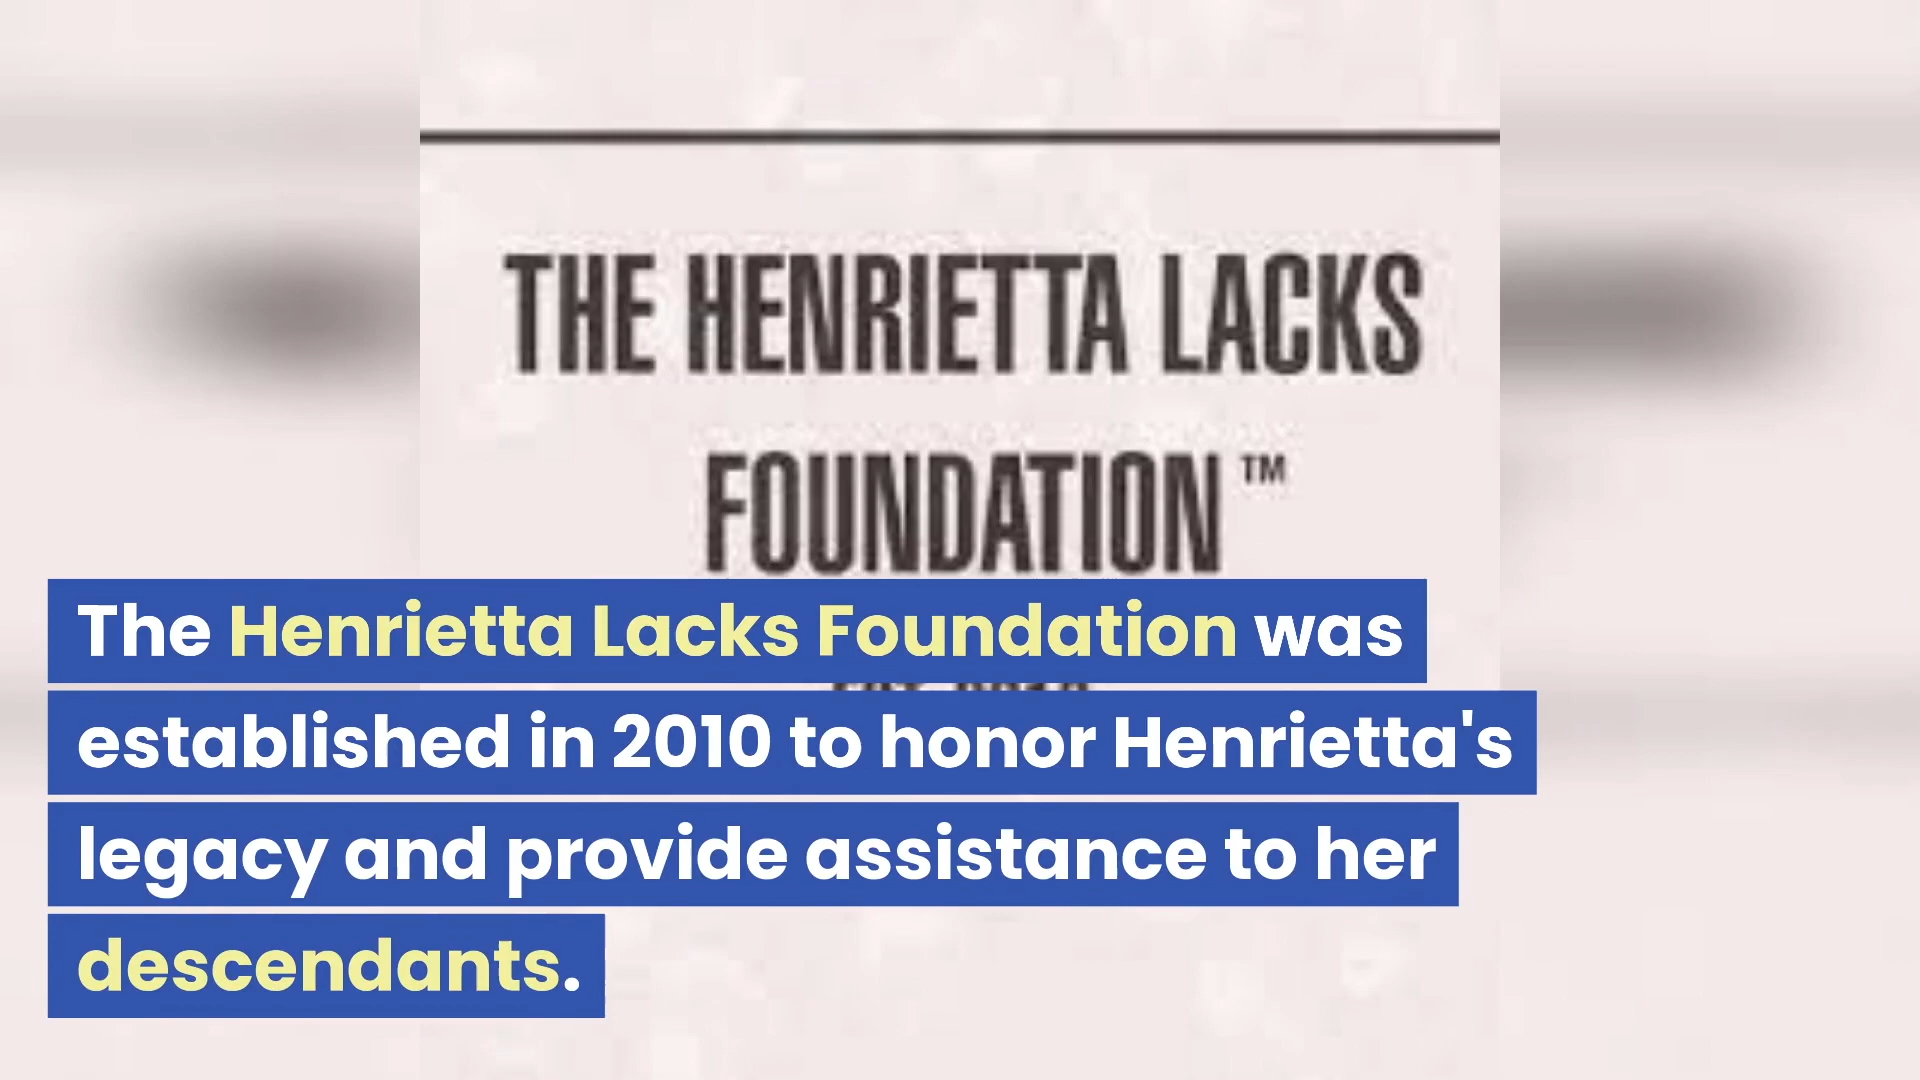 THE HENRIETTA LACKS
FOUNDATION™
The Henrietta Lacks Foundation was
established in 2010 to honor Henrietta's
legacy and provide assistance to her
descendants.